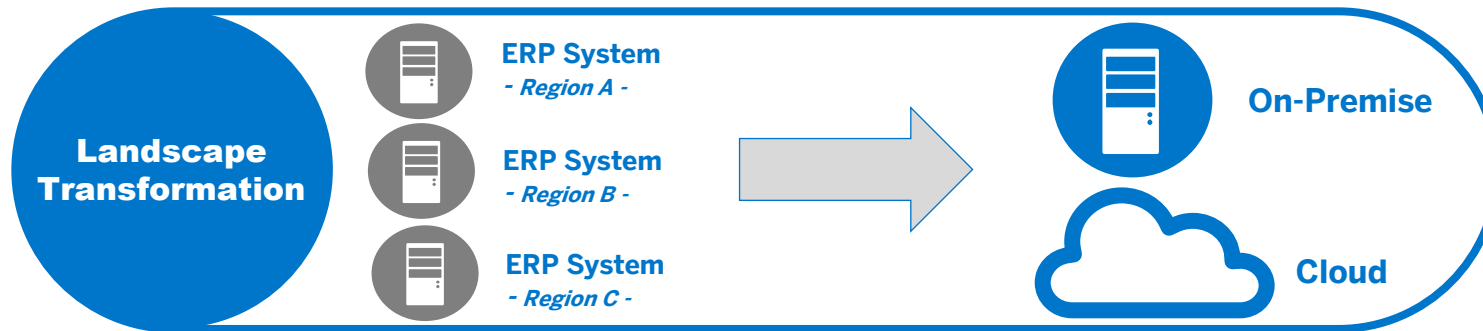 Landscape
Transformation
ERP System
- Region A -
ERP System
- Region B -
ERP System
- Region C -
On-Premise
Cloud